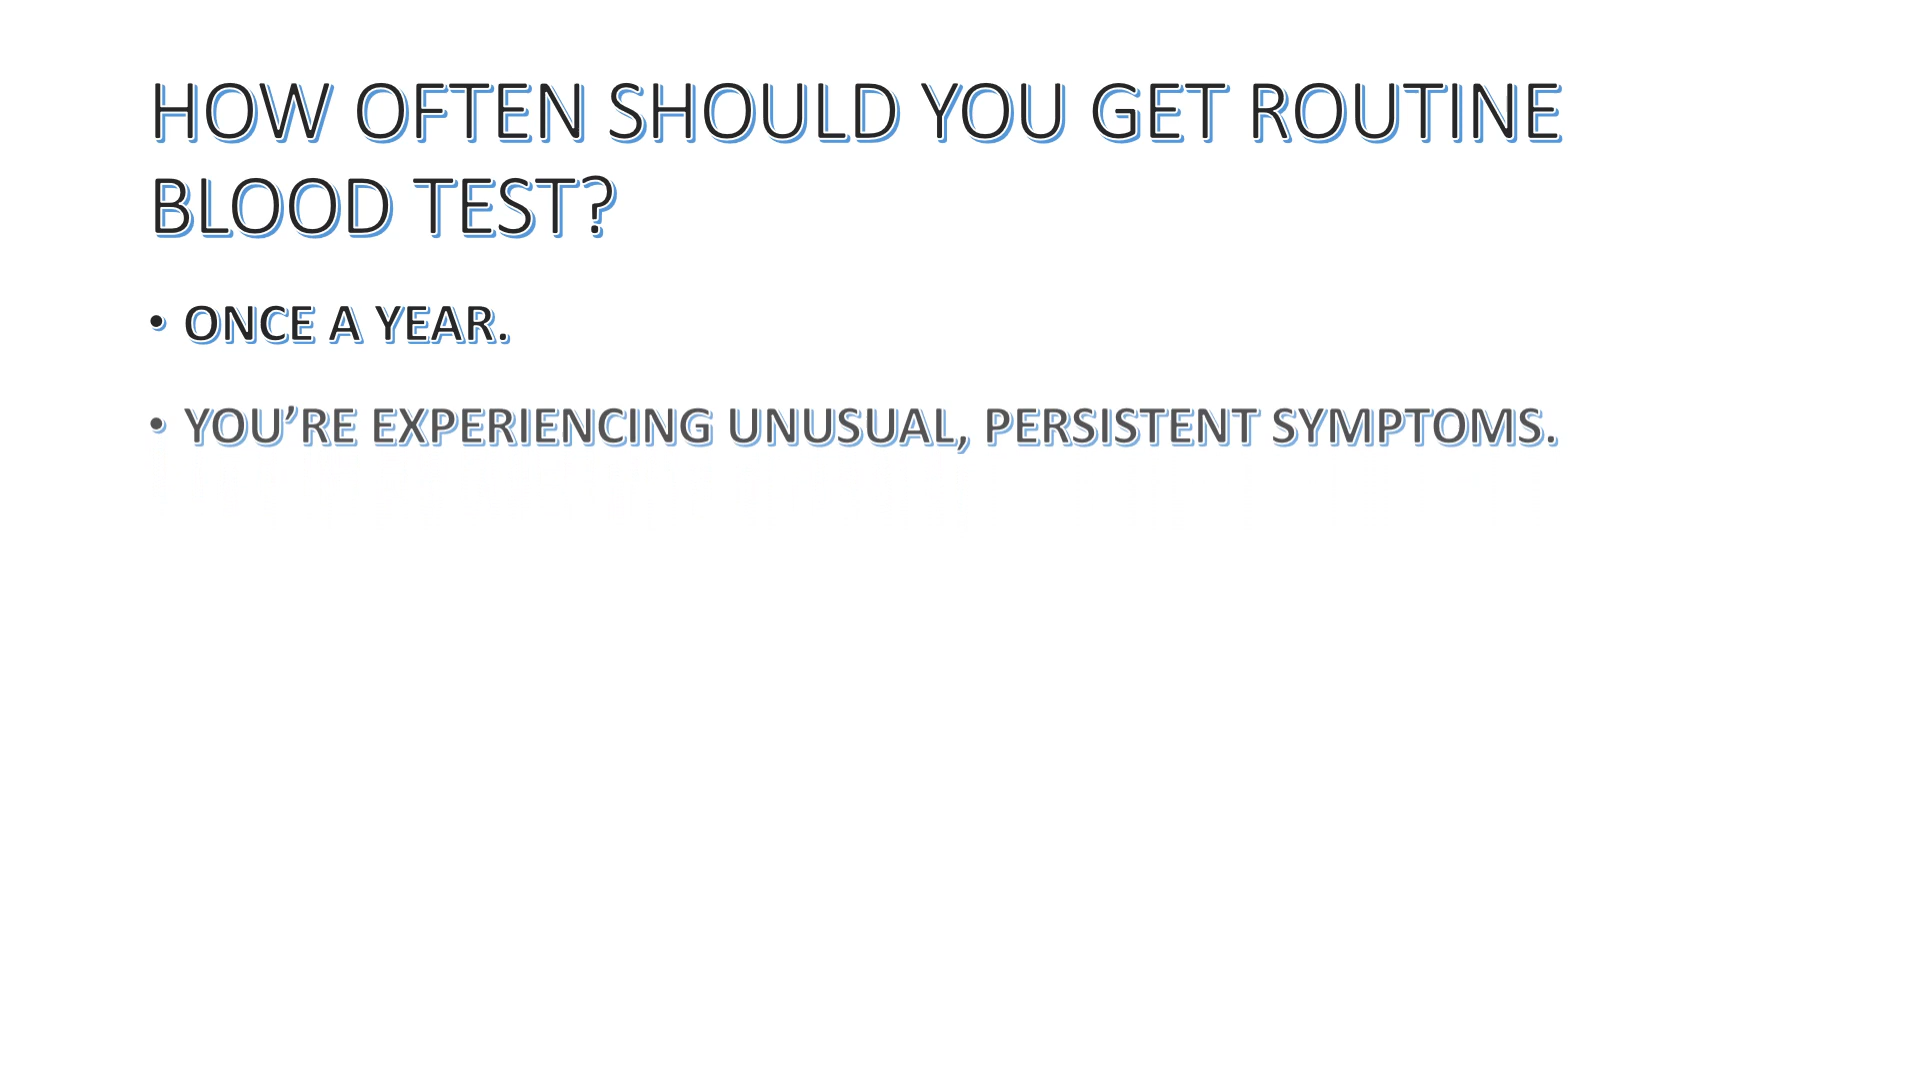 HOW OFTEN SHOULD YOU GET ROUTINE
BLOOD TEST?
• ONCE A YEAR.
• YOU’RE EXPERIENCING UNUSUAL, PERSISTENT SYMPTOMS.